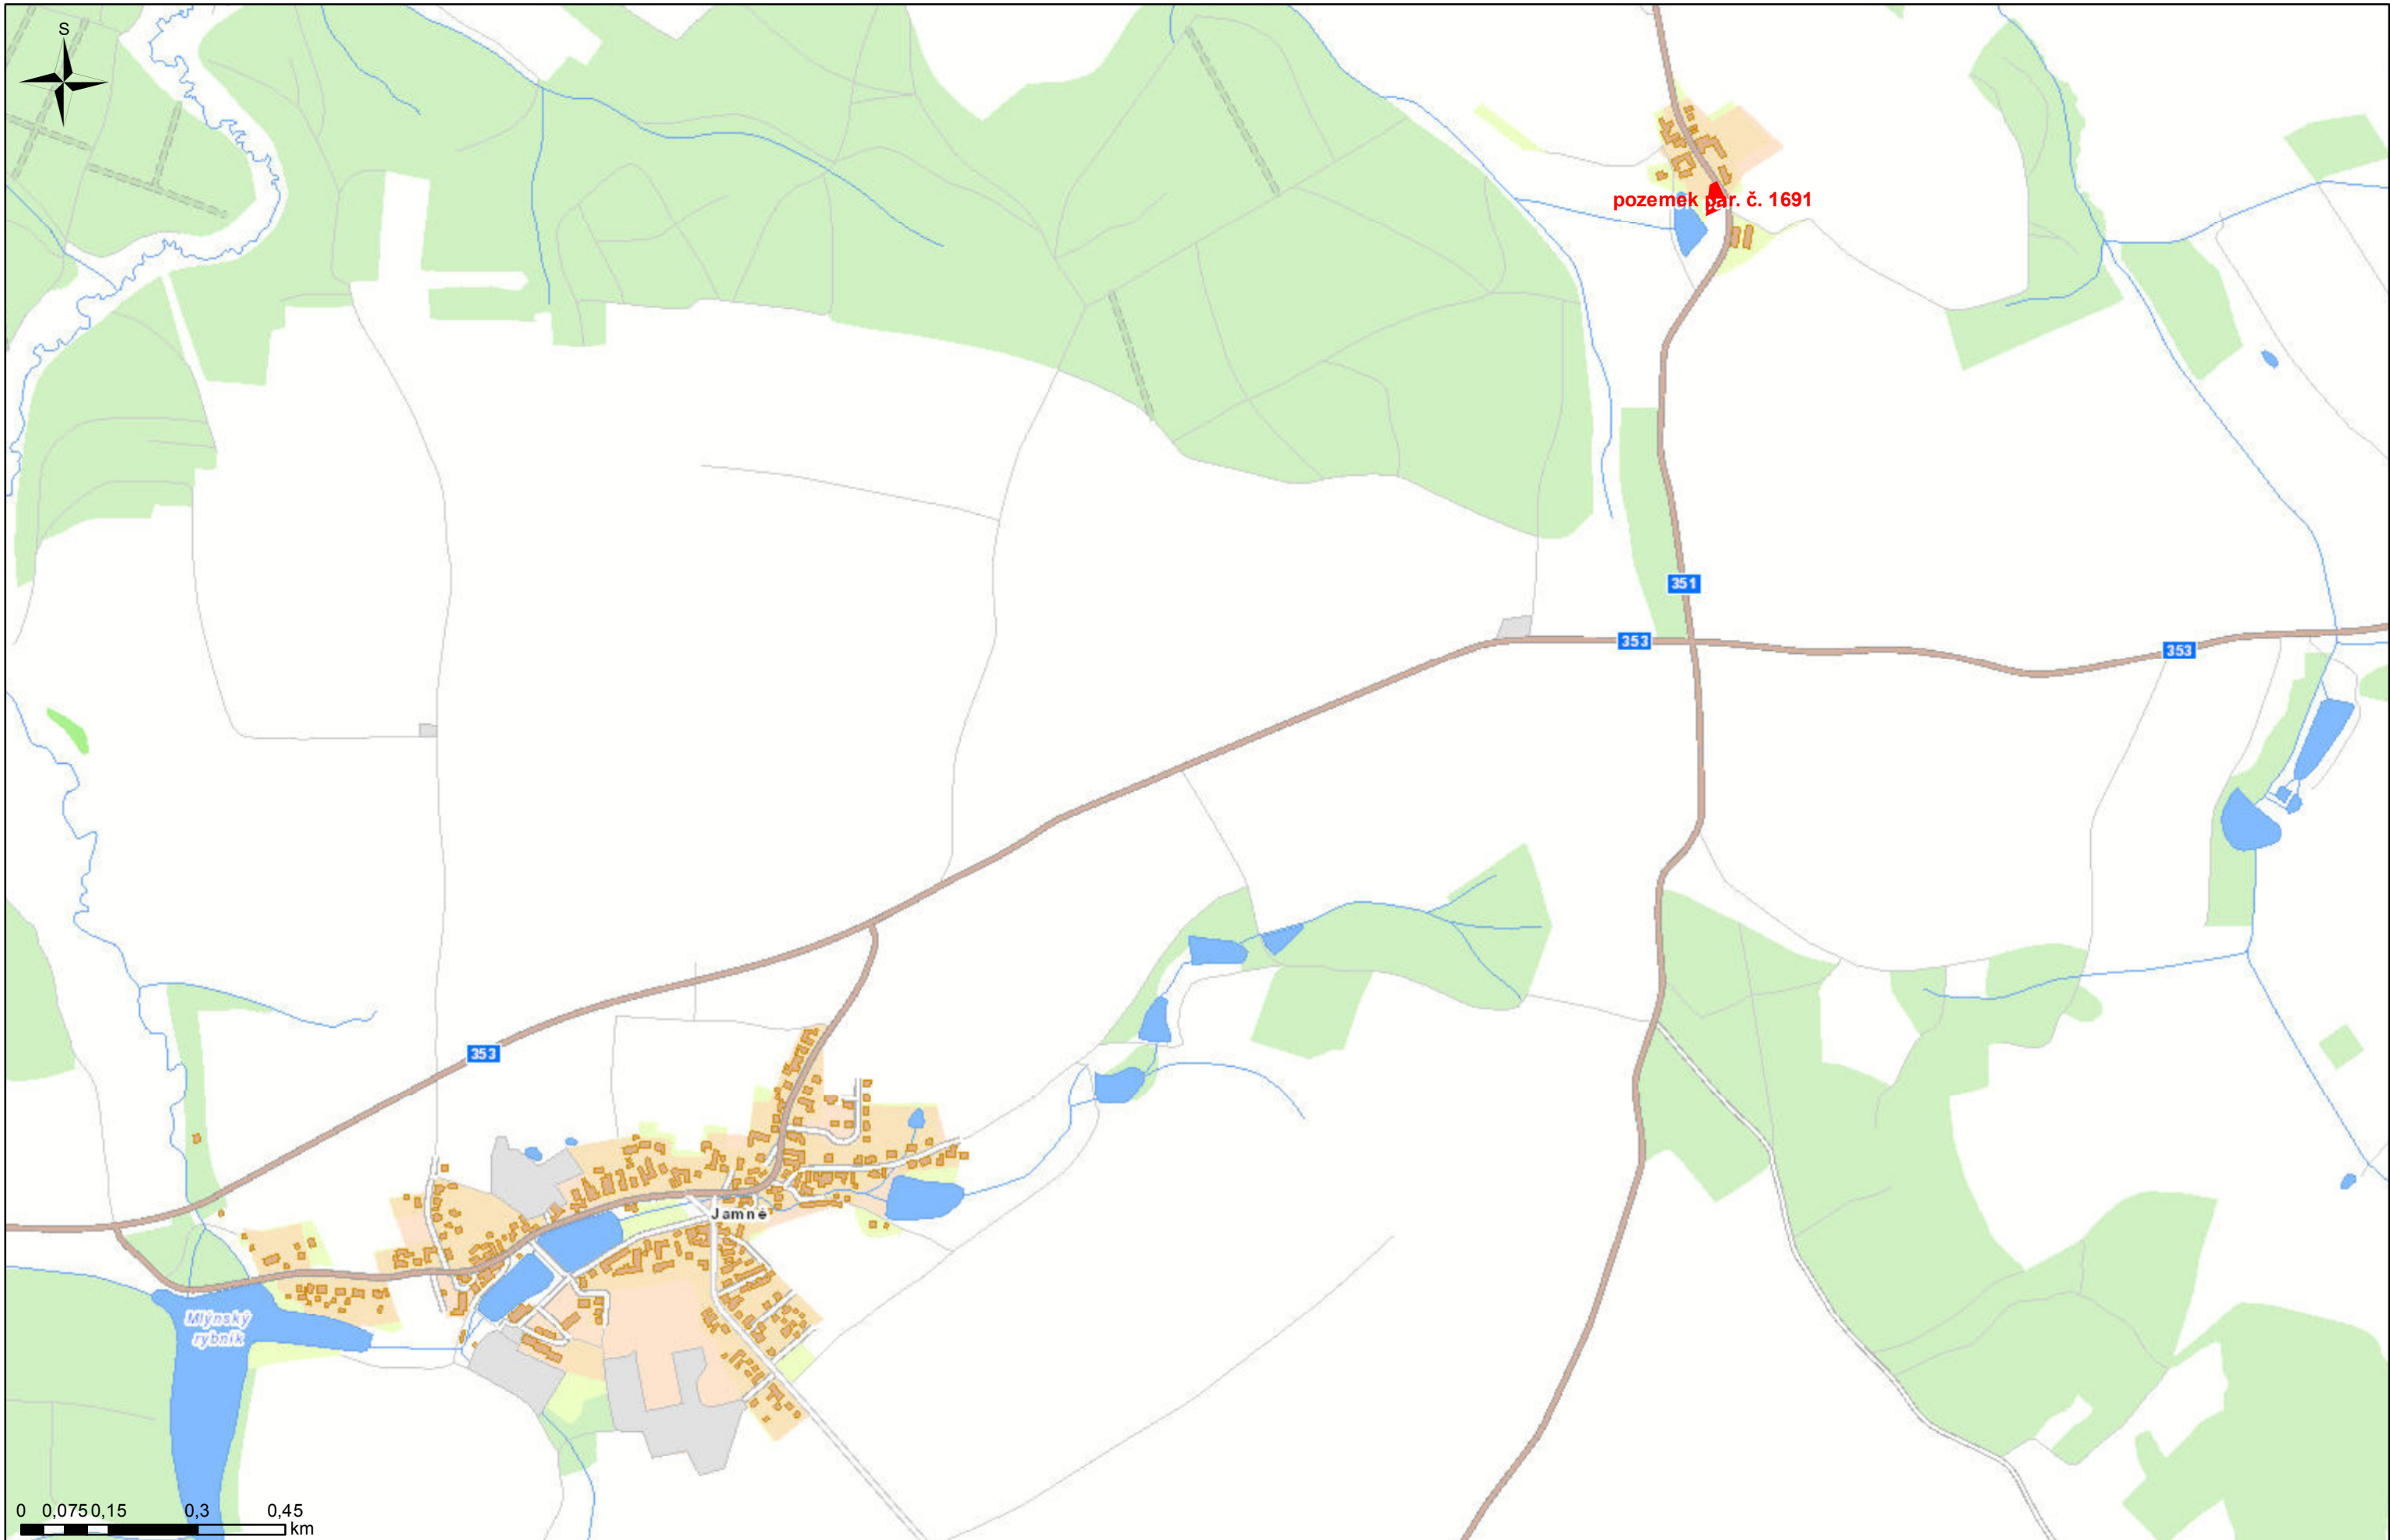 S
pozemek par. č. 1691
351
353
353
353
Jamné
Mlýnský
rybník
0 0,075 0,15 0,3 0,45
km